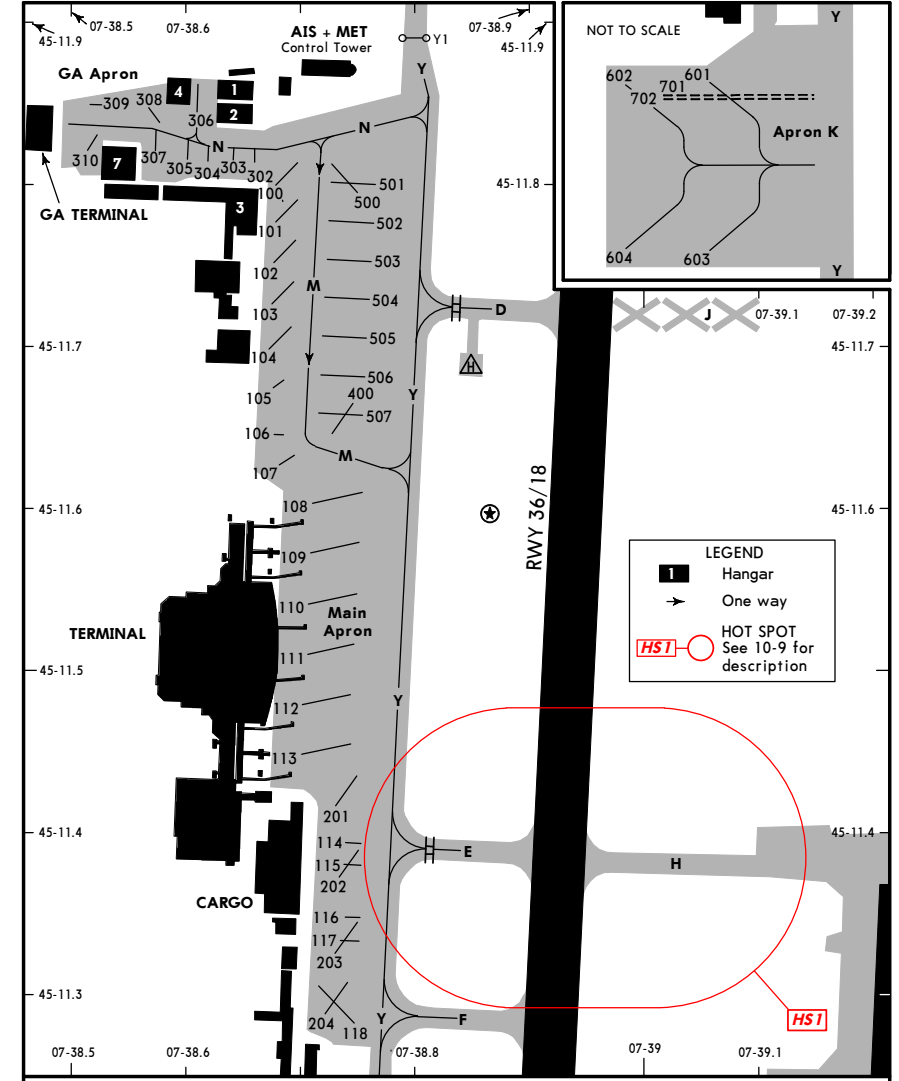 07-38.5
07-38.6
45-11.9
AIS + MET
Control Tower
Y1
07-38.9
45-11.9
Y
GA Apron
4
1
2
309
308
306
N
N
310
7
307
305
304
303
302
GA TERMINAL
3
100
101
102
103
104
105
106
107
108
109
110
111
112
113
500
501
502
503
504
505
506
400
507
M
M
45-11.8
NOT TO SCALE
Y
602
601
701
702
Apron K
604
603
Y
D
H
J
07-39.1
07-39.2
45-11.7
45-11.7
Y
RWY 36/18
45-11.6
45-11.6
LEGEND
1 Hangar
One way
HS1
HOT SPOT
See 10-9 for
description
TERMINAL
Main
Apron
45-11.5
45-11.5
Y
201
114
115
202
116
117
203
204
118
45-11.4
45-11.4
E
H
CARGO
45-11.3
45-11.3
Y
F
HS1
07-38.5
07-38.6
07-38.8
07-39
07-39.1